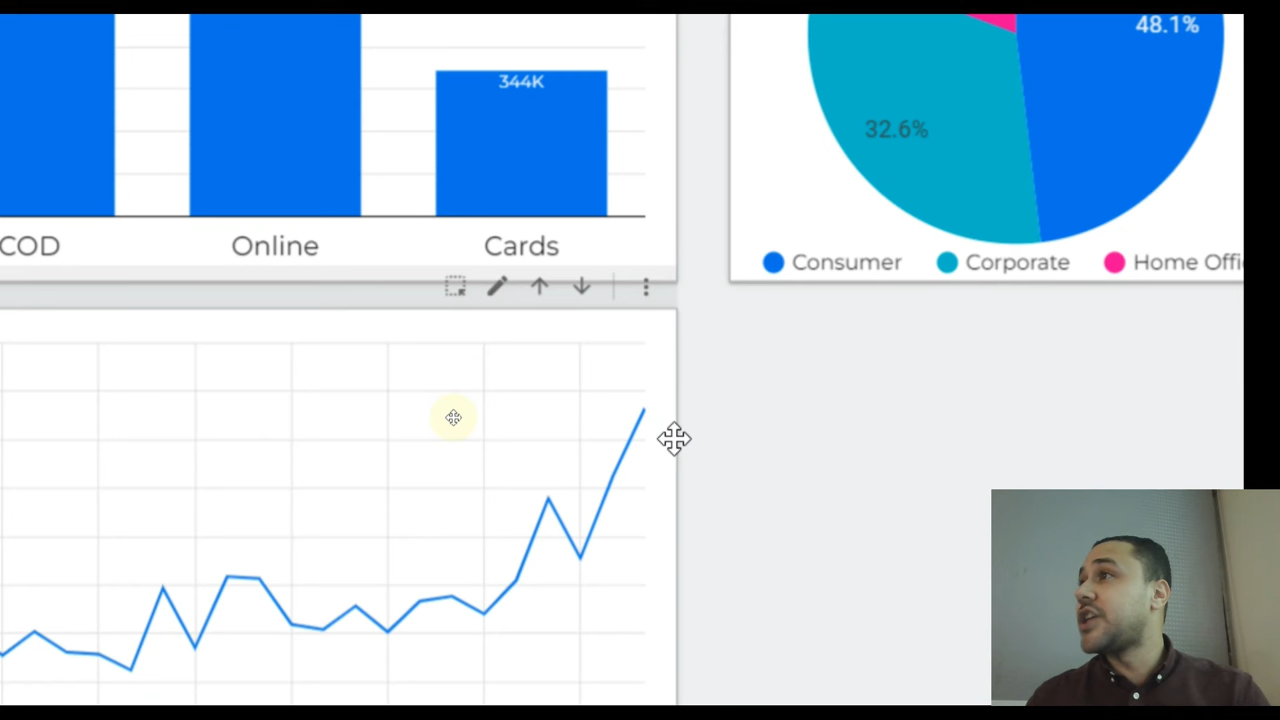 344K
COD
Online
Cards
48.1%
32.6%
Consumer
Corporate
Home Offi